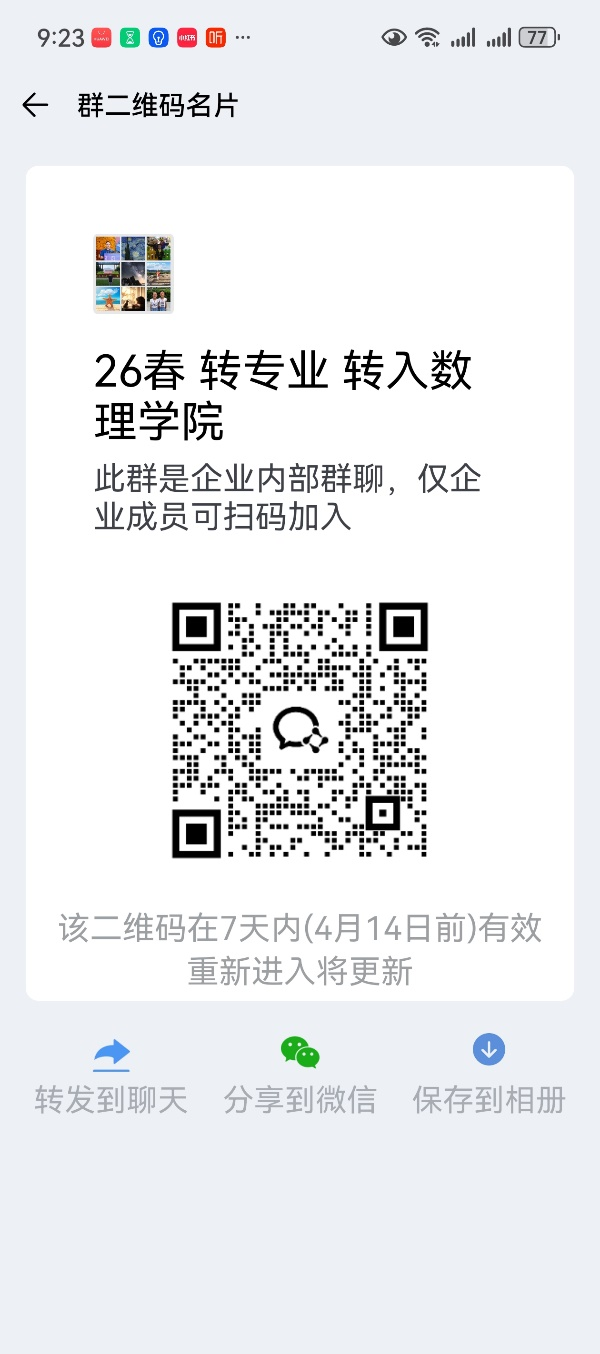 9:23
小红书
听
77
群二维码名片
26春 转专业 转入数
理学院
此群是企业内部群聊，仅企
业成员可扫码加入
该二维码在7天内(4月14日前)有效
重新进入将更新
转发到聊天
分享到微信
保存到相册